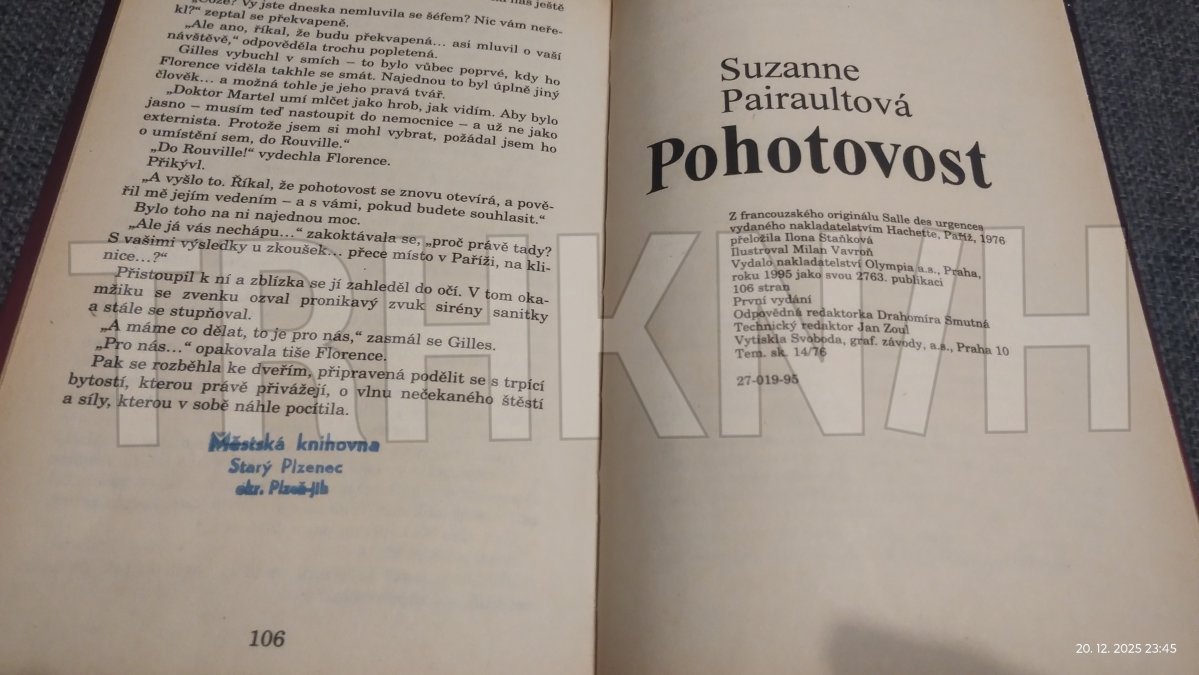 „Cože? Vy jste dneska nemluvila se šéfem? Nic vám neře-
kl?“ zeptal se překvapeně.
„Ale ano, říkal, že budu překvapená... asi mluvil o vaší
návštěvě,“ odpověděla trochu popletená.
Gilles vybuchl v smích – to bylo vůbec poprvé, kdy ho
Florence viděla takhle se smát. Najednou to byl úplně jiný
člověk... a možná tohle je jeho pravá tvář.
„Doktor Martel umí mlčet jako hrob, jak vidím. Aby bylo
jasno – musím teď nastoupit do nemocnice – a už ne jako
externista. Protože jsem si mohl vybrat, požádal jsem ho
o umístění sem, do Rouville.“
„Do Rouville!“ vydechla Florence.
Přikývl.
„A vyšlo to. Říkal, že pohotovost se znovu otevírá, a pově-
řil mě jejím vedením – a s vámi, pokud budete souhlasit.“
Bylo toho na ni najednou moc.
„Ale já vás nechápu...“ zakoktávala se, „proč právě tady?
S vašimi výsledky u zkoušek... přece místo v Paříži, na kli-
nice...?“
Přistoupil k ní a zblízka se jí zahleděl do očí. V tom oka-
mžiku se zvenku ozval pronikavý zvuk sirény sanitky
a stále se stupňoval.
„A máme co dělat, to je pro nás,“ zasmál se Gilles.
„Pro nás...“ opakovala tiše Florence.
Pak se rozběhla ke dveřím, připravená podělit se s trpící
bytostí, kterou právě přivážejí, o vlnu nečekaného štěstí
a síly, kterou v sobě náhle pocítila.
Městská knihovna
Starý Plzenec
okr. Plzeň-jih
106
Suzanne
Pairaultová
Pohotovost
Z francouzského originálu Salle des urgences
vydaného nakladatelstvím Hachette, Paříž, 1976
přeložila Ilona Staňková
Ilustroval Milan Vavroň
Vydalo nakladatelství Olympia a.s., Praha,
roku 1995 jako svou 2763. publikaci
106 stran
První vydání
Odpovědná redaktorka Drahomíra Smutná
Technický redaktor Jan Zoul
Vytiskla Svoboda, graf. závody, a.s., Praha 10
Tem. sk. 14/76
27-019-95
TRHKNIH
20. 12. 2025 23:45